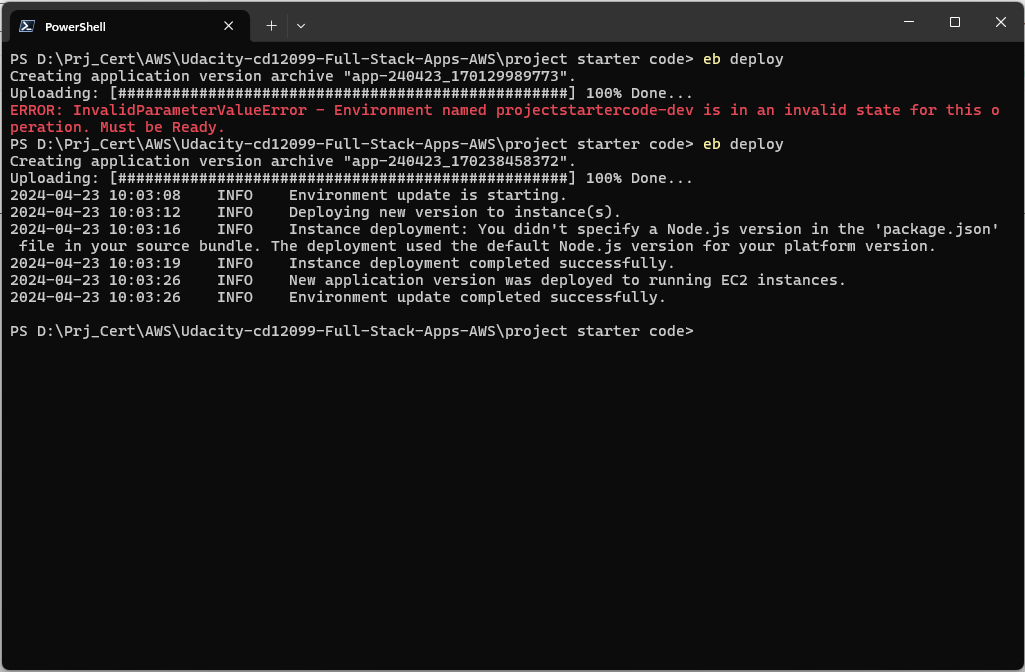 PowerShell
PS D:\Prj_Cert\AWS\Udacity-cd12099-Full-Stack-Apps-AWS\project starter code> eb deploy
Creating application version archive "app-240423_170129989773".
Uploading: [##################################################] 100% Done...
ERROR: InvalidParameterValueError - Environment named projectstartercode-dev is in an invalid state for this o
peration. Must be Ready.
PS D:\Prj_Cert\AWS\Udacity-cd12099-Full-Stack-Apps-AWS\project starter code> eb deploy
Creating application version archive "app-240423_170238458372".
Uploading: [##################################################] 100% Done...
2024-04-23 10:03:08    INFO    Environment update is starting.
2024-04-23 10:03:12    INFO    Deploying new version to instance(s).
2024-04-23 10:03:16    INFO    Instance deployment: You didn't specify a Node.js version in the 'package.json'
 file in your source bundle. The deployment used the default Node.js version for your platform version.
2024-04-23 10:03:19    INFO    Instance deployment completed successfully.
2024-04-23 10:03:26    INFO    New application version was deployed to running EC2 instances.
2024-04-23 10:03:26    INFO    Environment update completed successfully.
PS D:\Prj_Cert\AWS\Udacity-cd12099-Full-Stack-Apps-AWS\project starter code>